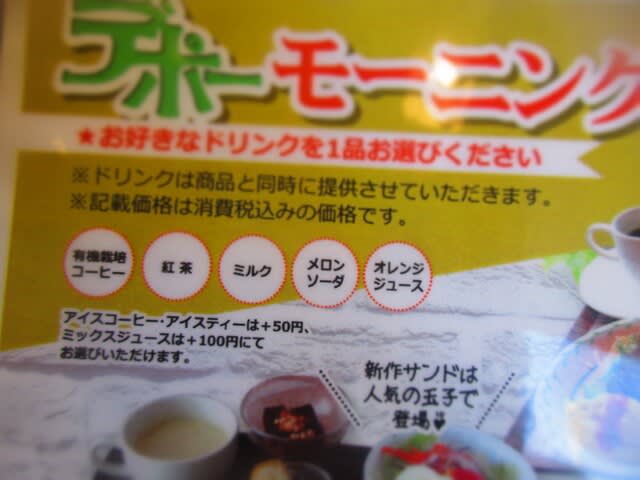 デポー モーニング
★お好きなドリンクを1品お選びください
※ドリンクは商品と同時に提供させていただきます。
※記載価格は消費税込みの価格です。
有機栽培
コーヒー
紅茶
ミルク
メロン
ソーダ
オレンジ
ジュース
アイスコーヒー・アイスティーは+50円、
ミックスジュースは+100円にて
お選びいただけます。
新作サンドは
人気の玉子で
登場♥